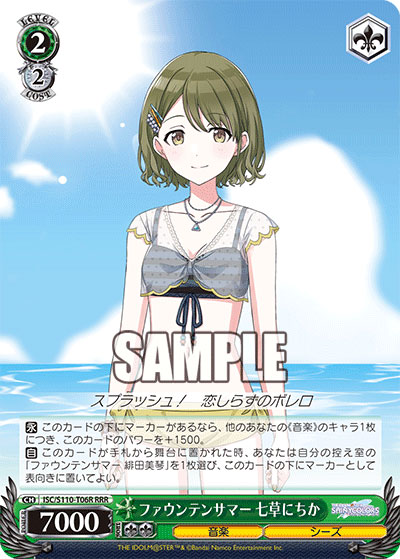 LEVEL
2
2
COST
SAMPLE
スプラッシュ! 恋しらずのボレロ
永 このカードの下にマーカーがあるなら、他のあなたの《音楽》のキャラ1枚
につき、このカードのパワーを+1500。
自 このカードが手札から舞台に置かれた時、あなたは自分の控え室の
「ファウンテンサマー 緋田美琴」を1枚選び、このカードの下にマーカーとして
表向きに置いてよい。
CH ISC/S110-T06R RRR
ファウンテンサマー 七草にちか
7000
音楽
シーズ
SHINYCOLORS
THE IDOLM@STER™&©Bandai Namco Entertainment Inc.